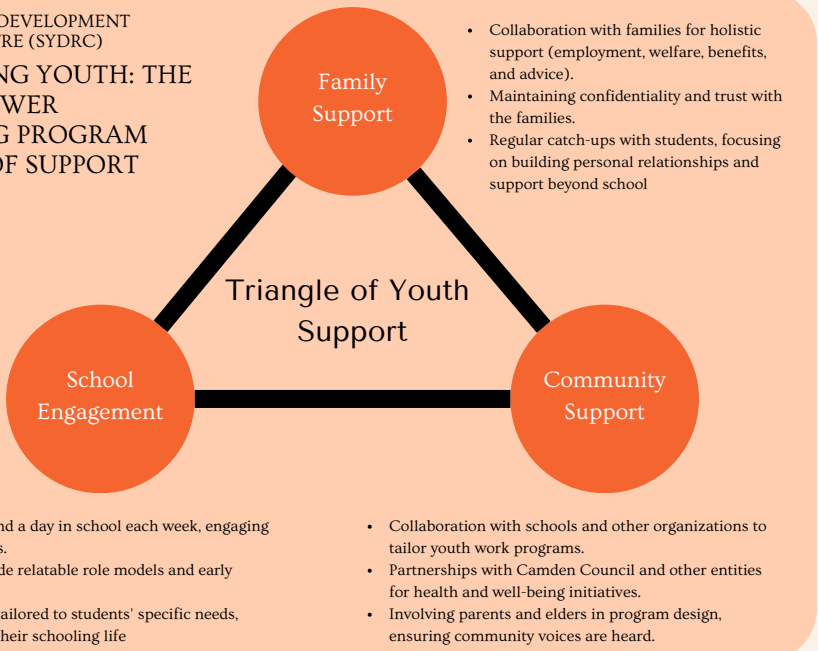 DEVELOPMENT
TRE (SYDRC)
NG YOUTH: THE
WER
G PROGRAM
OF SUPPORT
Family
Support
• Collaboration with families for holistic
support (employment, welfare, benefits,
and advice).
• Maintaining confidentiality and trust with
the families.
• Regular catch-ups with students, focusing
on building personal relationships and
support beyond school
Triangle of Youth
Support
School
Engagement
Community
Support
nd a day in school each week, engaging
s.
de relatable role models and early
ailored to students' specific needs,
heir schooling life
• Collaboration with schools and other organizations to
tailor youth work programs.
• Partnerships with Camden Council and other entities
for health and well-being initiatives.
• Involving parents and elders in program design,
ensuring community voices are heard.